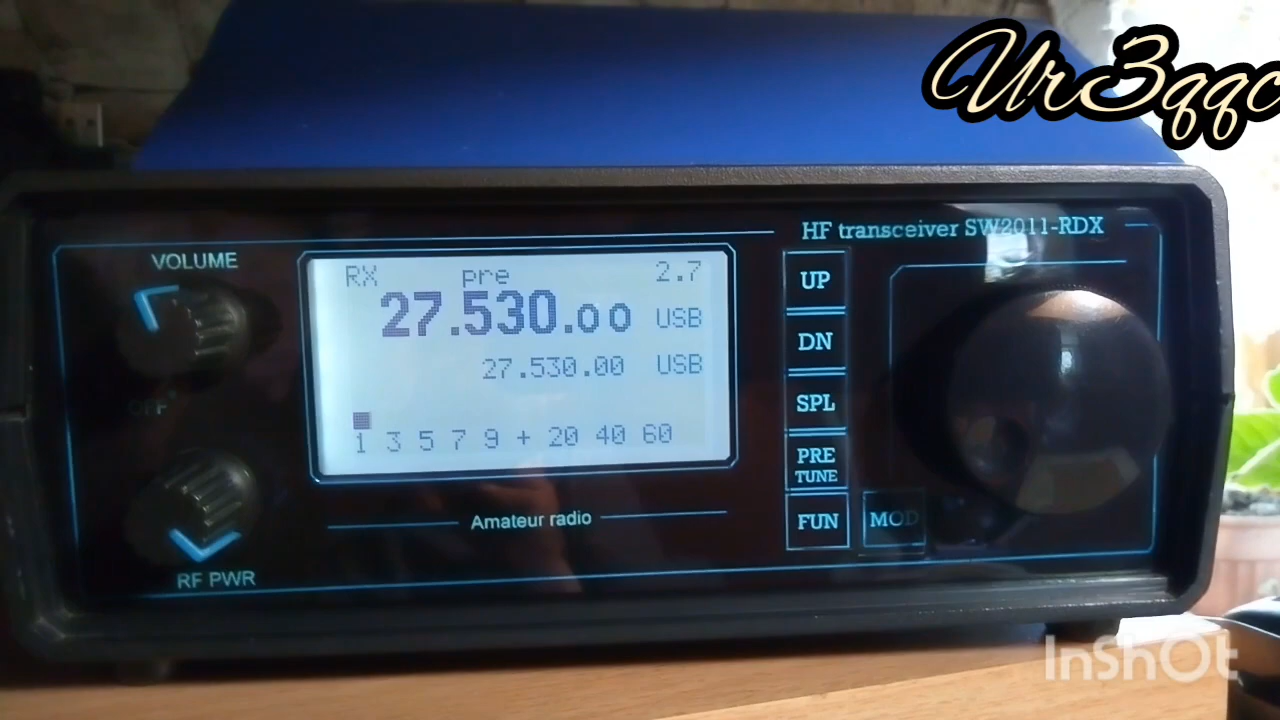 Ur3qqc
HF transceiver SW2011-RDX
VOLUME
OFF
RF PWR
RX pre 2.7
27.530.00 USB
27.530.00 USB
1 3 5 7 9 + 20 40 60
Amateur radio
UP
DN
SPL
PRE
TUNE
FUN
MOD
InShOt